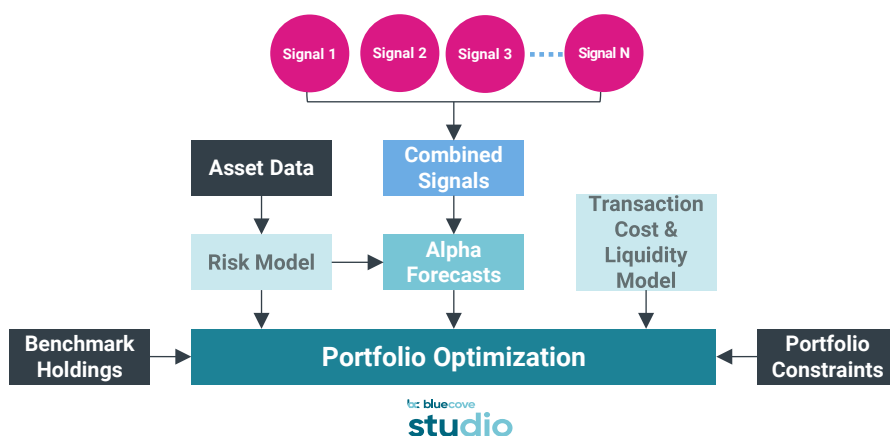 Signal 1
Signal 2
Signal 3
Signal N
Asset Data
Combined
Signals
Transaction
Cost &
Liquidity
Model
Risk Model
Alpha
Forecasts
Benchmark
Holdings
Portfolio Optimization
Portfolio
Constraints
bc bluecove
studio